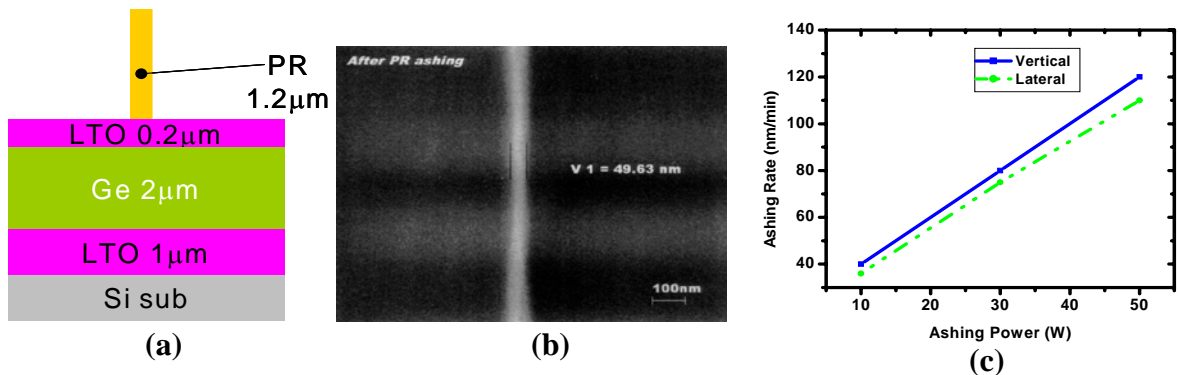 PR
1.2μm
LTO 0.2μm
Ge 2μm
LTO 1μm
Si sub
(a)
After PR ashing
V 1 = 49.63 nm
100nm
(b)
Ashing Rate (nm/min)
140
120
100
80
60
40
Vertical
Lateral
10 20 30 40 50
Ashing Power (W)
(c)